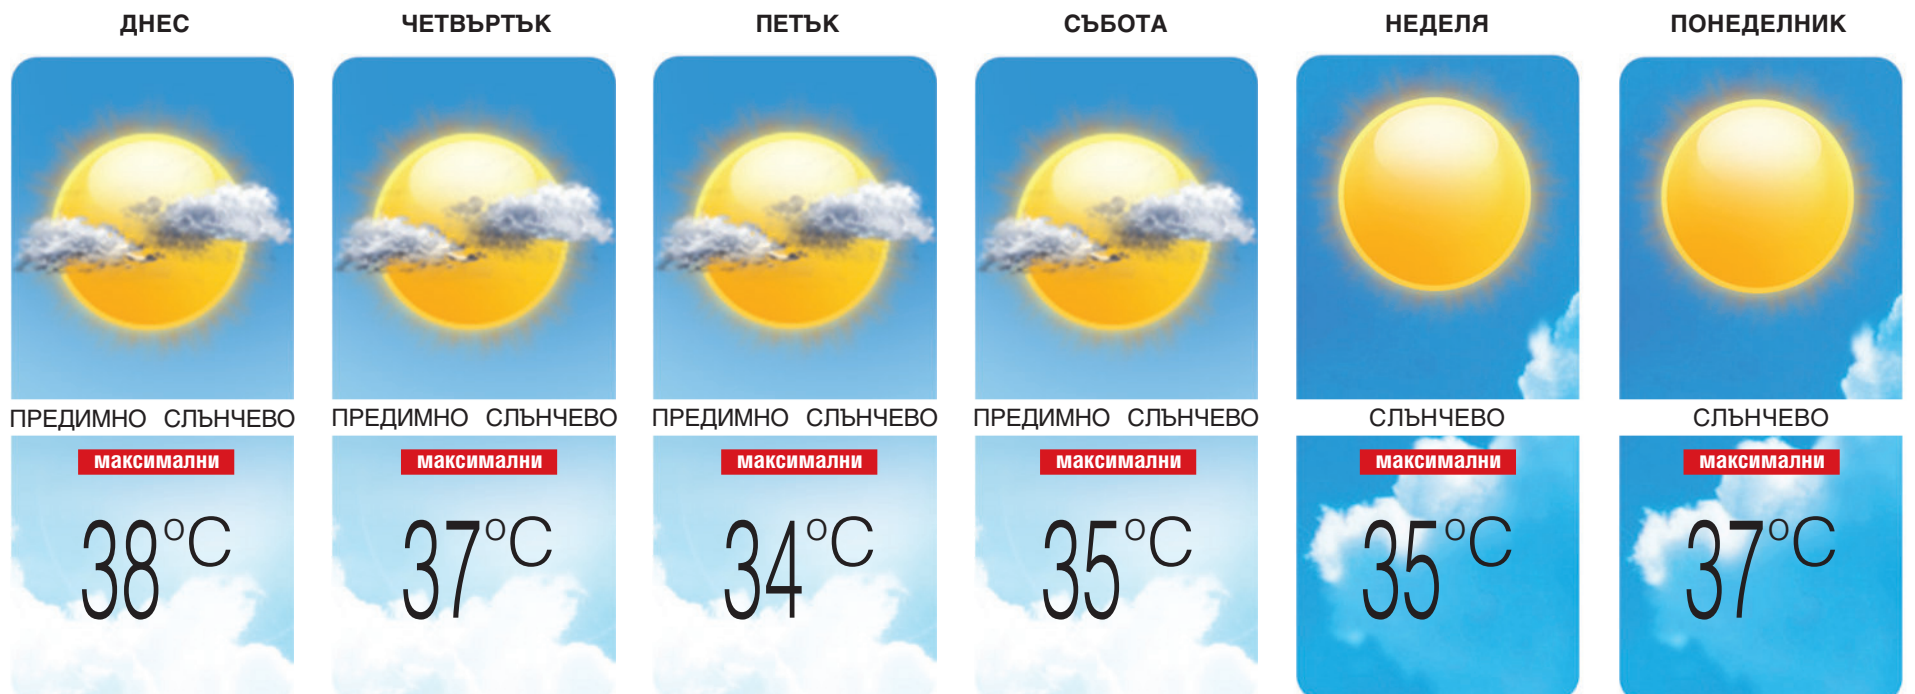 ДНЕС ЧЕТВЪРТЪК ПЕТЪК СЪБОТА НЕДЕЛЯ ПОНЕДЕЛНИК
ПРЕДИМНО СЛЪНЧЕВО ПРЕДИМНО СЛЪНЧЕВО ПРЕДИМНО СЛЪНЧЕВО ПРЕДИМНО СЛЪНЧЕВО СЛЪНЧЕВО СЛЪНЧЕВО
максимални максимални максимални максимални максимални максимални
38°C 37°C 34°C 35°C 35°C 37°C